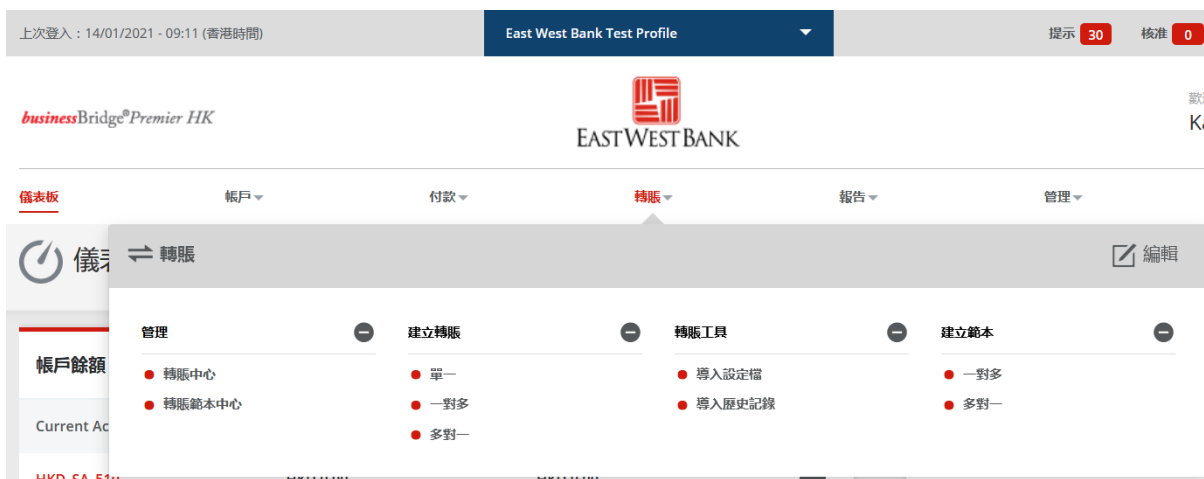 上次登入：14/01/2021 - 09:11 (香港時間)
East West Bank Test Profile
提示 30 核准 0
businessBridge®Premier HK
EASTWESTBANK
儀表板 帳戶 付款 轉賬 報告 管理
轉賬 編輯
管理 建立轉賬 轉賬工具 建立範本
轉賬中心 單一 導入設定檔 一對多
轉賬範本中心 一對多 導入歷史記錄 多對一
多對一
帳戶餘額
Current Ac